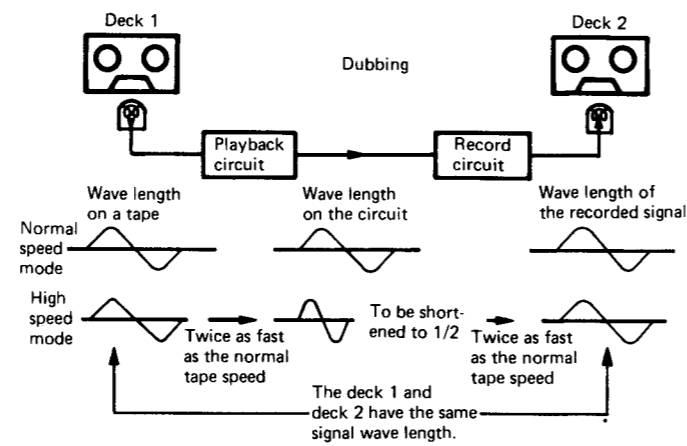 Deck 1
Deck 2
Dubbing
Playback
circuit
Record
circuit
Wave length
on a tape
Wave length
on the circuit
Wave length of
the recorded signal
Normal
speed
mode
High
speed
mode
Twice as fast
as the normal
tape speed
To be short-
ened to 1/2
Twice as fast
as the normal
tape speed
The deck 1 and
deck 2 have the same
signal wave length.